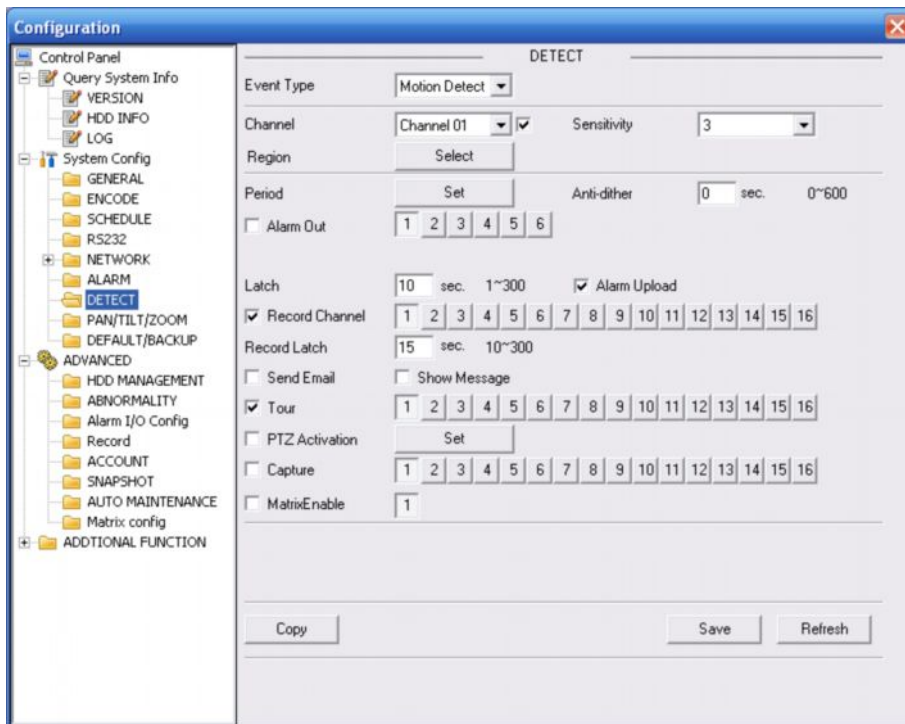 Configuration
Control Panel
Query System Info
VERSION
HDD INFO
LOG
System Config
GENERAL
ENCODE
SCHEDULE
RS232
NETWORK
ALARM
DETECT
PAN/TILT/ZOOM
DEFAULT/BACKUP
ADVANCED
HDD MANAGEMENT
ABNORMALITY
Alarm I/O Config
Record
ACCOUNT
SNAPSHOT
AUTO MAINTENANCE
Matrix config
ADDTIONAL FUNCTION
DETECT
Event Type Motion Detect
Channel Channel 01 Sensitivity 3
Region Select
Period Set Anti-dither 0 sec. 0~600
Alarm Out 1 2 3 4 5 6
Latch 10 sec. 1~300 Alarm Upload
Record Channel 1 2 3 4 5 6 7 8 9 10 11 12 13 14 15 16
Record Latch 15 sec. 10~300
Send Email Show Message
Tour 1 2 3 4 5 6 7 8 9 10 11 12 13 14 15 16
PTZ Activation Set
Capture 1 2 3 4 5 6 7 8 9 10 11 12 13 14 15 16
MatrixEnable 1
Copy Save Refresh